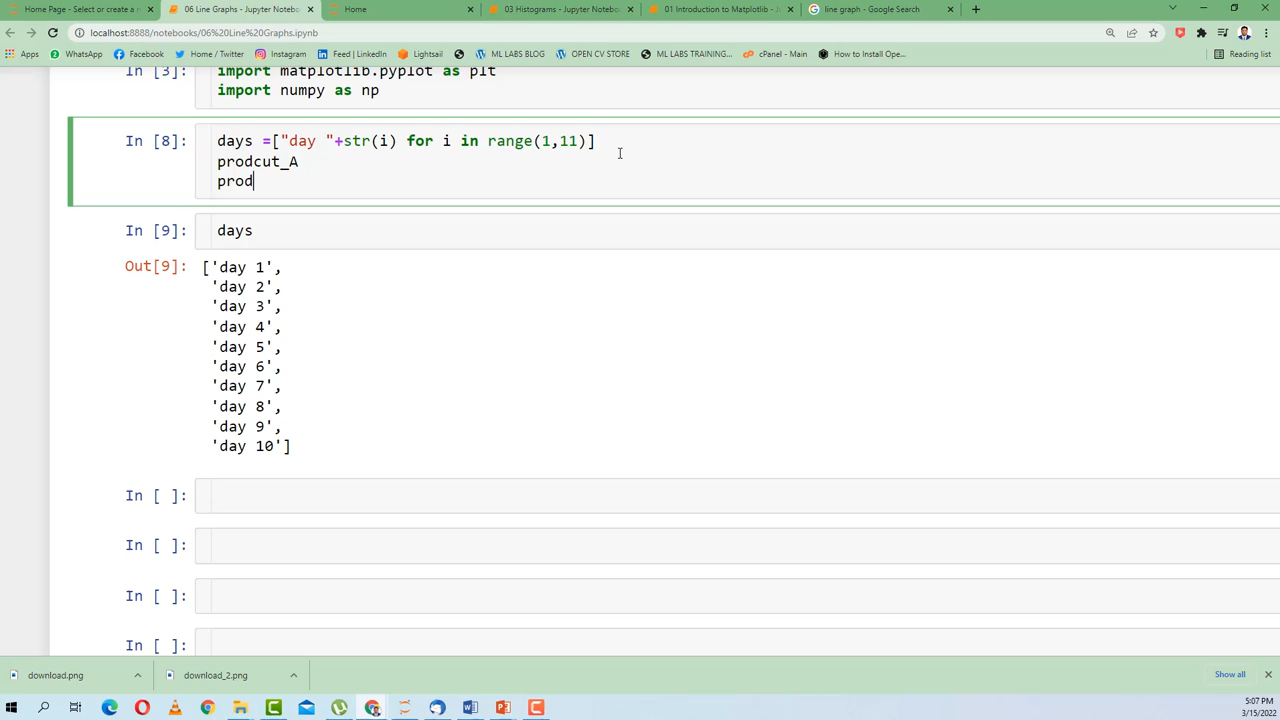 Home Page - Select or create a n
06 Line Graphs - Jupyter Notebo
Home
03 Histograms - Jupyter Notebook
01 Introduction to Matplotlib - Ju
line graph - Google Search
localhost:8888/notebooks/06%20Line%20Graphs.ipynb
Apps
WhatsApp
Facebook
Home / Twitter
Instagram
Feed | LinkedIn
Lightsail
ML LABS BLOG
OPEN CV STORE
ML LABS TRAINING...
cPanel - Main
How to Install Ope...
Reading list
In [3]:
import matplotlib.pyplot as plt
import numpy as np
In [8]:
days =["day "+str(i) for i in range(1,11)]
prodcut_A
prod
In [9]:
days
Out[9]:
['day 1',
'day 2',
'day 3',
'day 4',
'day 5',
'day 6',
'day 7',
'day 8',
'day 9',
'day 10']
In [ ]:
In [ ]:
In [ ]:
In [ ]:
download.png
download_2.png
Show all
5:07 PM
3/15/2022